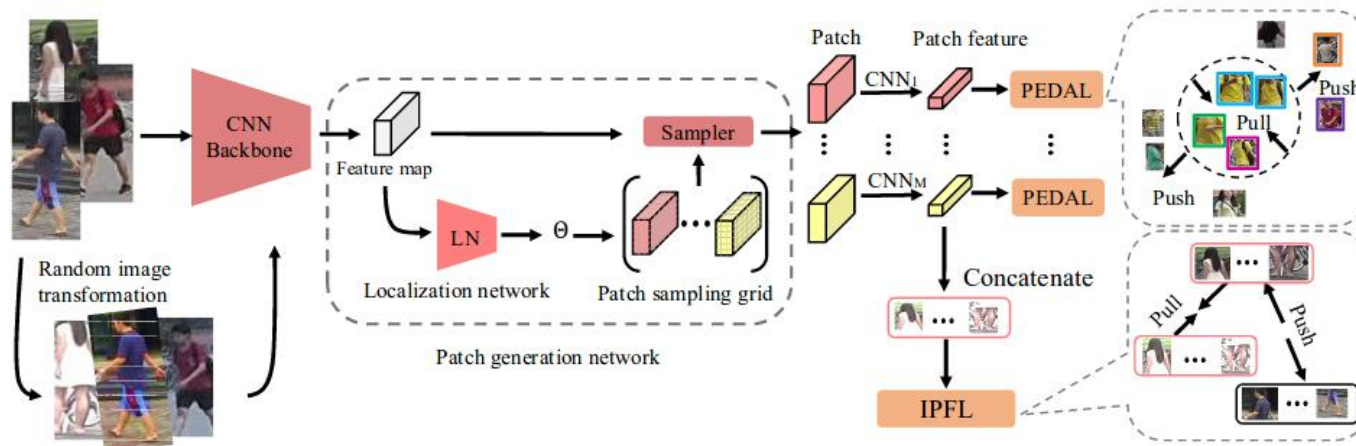 Random image
transformation
CNN
Backbone
Feature map
LN
Localization network
Θ
Sampler
Patch sampling grid
Patch generation network
Patch
CNN₁
Patch feature
PEDAL
CNNM
PEDAL
Concatenate
IPFL
Push
Pull
Push
Pull
Push